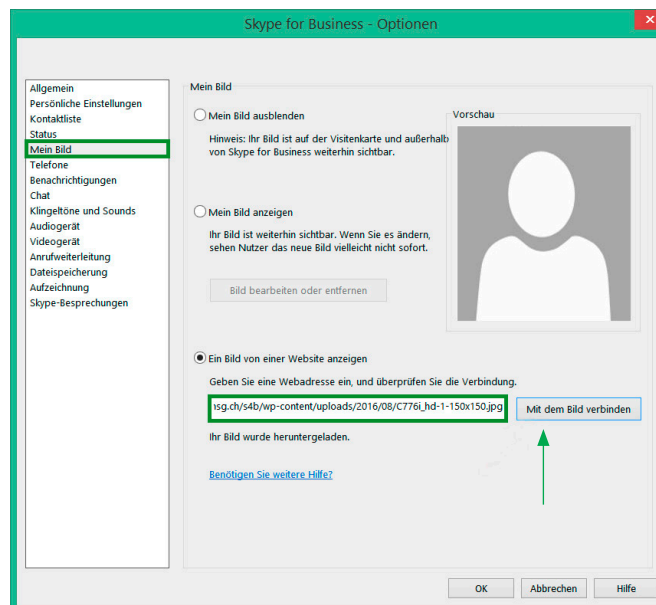 Skype for Business - Optionen
Allgemein
Persönliche Einstellungen
Kontaktliste
Status
Mein Bild
Telefone
Benachrichtigungen
Chat
Klingeltöne und Sounds
Audiogerät
Videogerät
Anrufweiterleitung
Dateispeicherung
Aufzeichnung
Skype-Besprechungen
Mein Bild
Mein Bild ausblenden
Hinweis: Ihr Bild ist auf der Visitenkarte und außerhalb
von Skype for Business weiterhin sichtbar.
Vorschau
Mein Bild anzeigen
Ihr Bild ist weiterhin sichtbar. Wenn Sie es ändern,
sehen Nutzer das neue Bild vielleicht nicht sofort.
Bild bearbeiten oder entfernen
Ein Bild von einer Website anzeigen
Geben Sie eine Webadresse ein, und überprüfen Sie die Verbindung.
sg.ch/s4b/wp-content/uploads/2016/08/C776i_hd-1-150x150.jpg
Mit dem Bild verbinden
Ihr Bild wurde heruntergeladen.
Benötigen Sie weitere Hilfe?
OK
Abbrechen
Hilfe